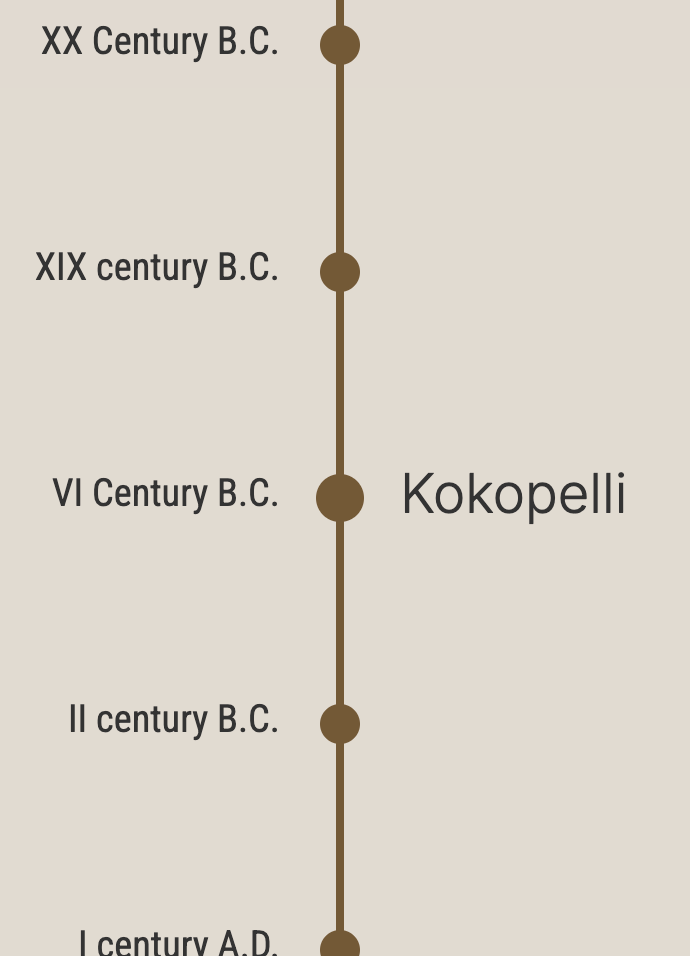 XX Century B.C.
XIX century B.C.
VI Century B.C.
Kokopelli
II century B.C.
I century A.D.